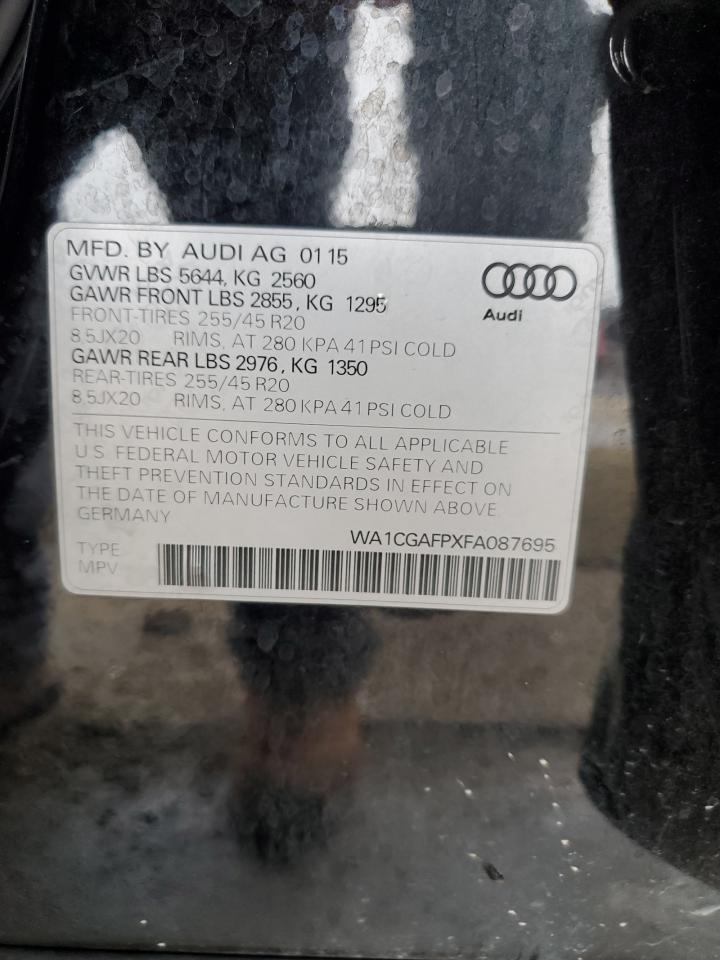 MFD. BY AUDI AG 01 15
GVWR LBS 5644, KG 2560
GAWR FRONT LBS 2855, KG 1295
FRONT-TIRES 255/45 R20
8,5JX20 RIMS, AT 280 KPA 41 PSI COLD
GAWR REAR LBS 2976, KG 1350
REAR-TIRES 255/45 R20
8,5JX20 RIMS, AT 280 KPA 41 PSI COLD
Audi
THIS VEHICLE CONFORMS TO ALL APPLICABLE
U.S. FEDERAL MOTOR VEHICLE SAFETY AND
THEFT PREVENTION STANDARDS IN EFFECT ON
THE DATE OF MANUFACTURE SHOWN ABOVE.
GERMANY
WA1CGAFPXFA087695
TYPE
MPV